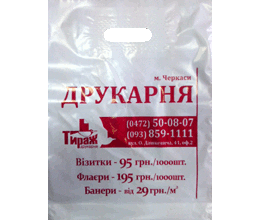 м. Черкаси
ДРУКАРНЯ
(0472) 50-08-07
(093) 859-1111
Тираж
Візитки - 95 грн./1000шт.
Флаєри - 195 грн./1000шт.
Банери - від 29 грн./м²